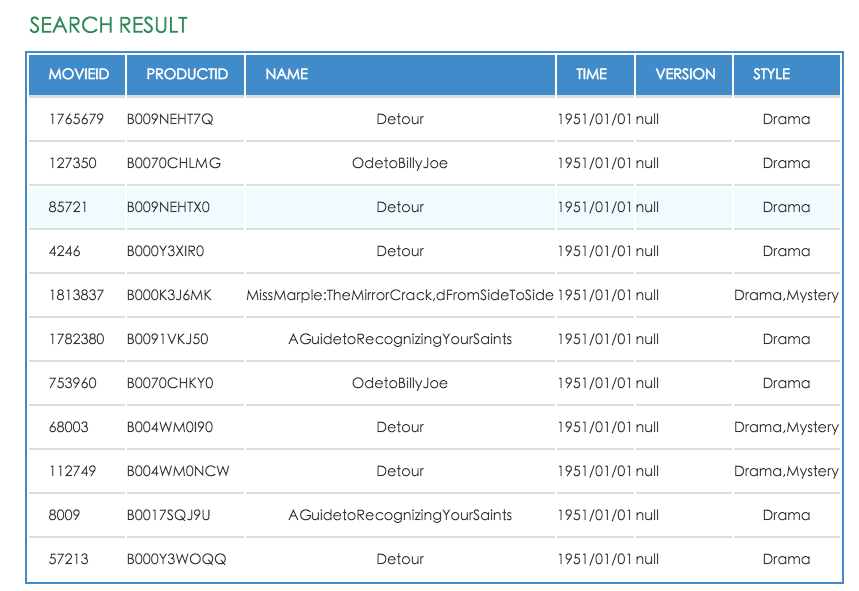 SEARCH RESULT
MOVIEID PRODUCTID NAME TIME VERSION STYLE
1765679 B009NEHT7Q Detour 1951/01/01 null Drama
127350 B0070CHLMG OdetoBillyJoe 1951/01/01 null Drama
85721 B009NEHTX0 Detour 1951/01/01 null Drama
4246 B000Y3XIR0 Detour 1951/01/01 null Drama
1813837 B000K3J6MK MissMarple:TheMirrorCrack,dFromSideToSide 1951/01/01 null Drama,Mystery
1782380 B0091VKJ50 AGuidetoRecognizingYourSaints 1951/01/01 null Drama
753960 B0070CHKY0 OdetoBillyJoe 1951/01/01 null Drama
68003 B004WM0I90 Detour 1951/01/01 null Drama,Mystery
112749 B004WM0NCW Detour 1951/01/01 null Drama,Mystery
8009 B0017SQJ9U AGuidetoRecognizingYourSaints 1951/01/01 null Drama
57213 B000Y3WOQQ Detour 1951/01/01 null Drama